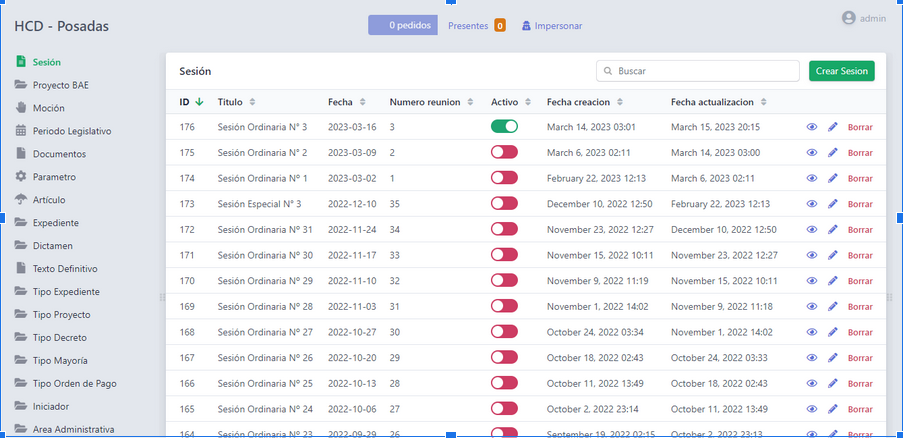 HCD - Posadas
0 pedidos
Presentes 0
Impersonar
admin
Sesión
Proyecto BAE
Moción
Periodo Legislativo
Documentos
Parametro
Artículo
Expediente
Dictamen
Texto Definitivo
Tipo Expediente
Tipo Proyecto
Tipo Decreto
Tipo Mayoría
Tipo Orden de Pago
Iniciador
Area Administrativa
Sesión
Buscar
Crear Sesion
ID Titulo Fecha Numero reunion Activo Fecha creacion Fecha actualizacion
176 Sesión Ordinaria N° 3 2023-03-16 3 March 14, 2023 03:01 March 15, 2023 20:15 Borrar
175 Sesión Ordinaria N° 2 2023-03-09 2 March 6, 2023 02:11 March 14, 2023 03:00 Borrar
174 Sesión Ordinaria N° 1 2023-03-02 1 February 22, 2023 12:13 March 6, 2023 02:11 Borrar
173 Sesión Especial N° 3 2022-12-10 35 December 10, 2022 12:50 February 22, 2023 12:13 Borrar
172 Sesión Ordinaria Nº 31 2022-11-24 34 November 23, 2022 12:27 December 10, 2022 12:50 Borrar
171 Sesión Ordinaria Nº 30 2022-11-17 33 November 15, 2022 10:11 November 23, 2022 12:27 Borrar
170 Sesión Ordinaria Nº 29 2022-11-10 32 November 9, 2022 11:19 November 15, 2022 10:11 Borrar
169 Sesión Ordinaria Nº 28 2022-11-03 31 November 1, 2022 14:02 November 9, 2022 11:18 Borrar
168 Sesión Ordinaria Nº 27 2022-10-27 30 October 24, 2022 03:34 November 1, 2022 14:02 Borrar
167 Sesión Ordinaria Nº 26 2022-10-20 29 October 18, 2022 02:43 October 24, 2022 03:33 Borrar
166 Sesión Ordinaria Nº 25 2022-10-13 28 October 11, 2022 13:49 October 18, 2022 02:43 Borrar
165 Sesión Ordinaria Nº 24 2022-10-06 27 October 2, 2022 23:14 October 11, 2022 13:49 Borrar
164 Sesión Ordinaria Nº 23 2022-09-29 26 September 19, 2022 02:15 October 2, 2022 23:13 Borrar